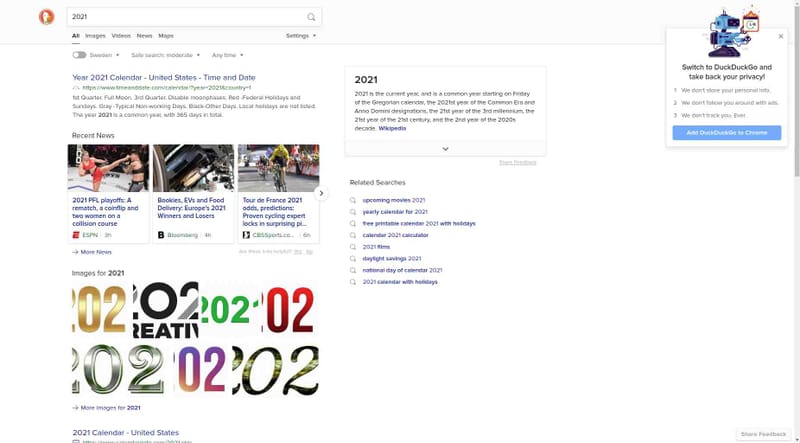 2021
All Images Videos News Maps Settings
Sweden Safe search: moderate Any time
Year 2021 Calendar - United States - Time and Date
https://www.timeanddate.com/calendar/?year=2021&country=1
1st Quarter. Full Moon. 3rd Quarter. Disable moonphases. Red -Federal Holidays and
Sundays. Gray -Typical Non-working Days. Black-Other Days. Local holidays are not listed.
The year 2021 is a common year, with 365 days in total.
Recent News
2021 PFL playoffs: A
rematch, a coinflip and
two women on a
collision course
ESPN 3h
Bookies, EVs and Food
Delivery: Europe's 2021
Winners and Losers
Bloomberg 4h
Tour de France 2021
odds, predictions:
Proven cycling expert
locks in surprising pi...
CBSSports.co... 6h
More News
Are these links helpful? Yes No
Images for 2021
202
202
CREATIV
2021
202
202
202
202
202
More Images for 2021
2021 Calendar - United States
2021
2021 is the current year, and is a common year starting on Friday
of the Gregorian calendar, the 2021st year of the Common Era and
Anno Domini designations, the 21st year of the 3rd millennium, the
21st year of the 21st century, and the 2nd year of the 2020s
decade. Wikipedia
Share Feedback
Related Searches
upcoming movies 2021
yearly calendar for 2021
free printable calendar 2021 with holidays
calendar 2021 calculator
2021 films
daylight savings 2021
national day of calendar 2021
2021 calendar with holidays
Switch to DuckDuckGo and
take back your privacy!
1 We don't store your personal info.
2 We don't follow you around with ads.
3 We don't track you. Ever.
Add DuckDuckGo to Chrome
Share Feedback